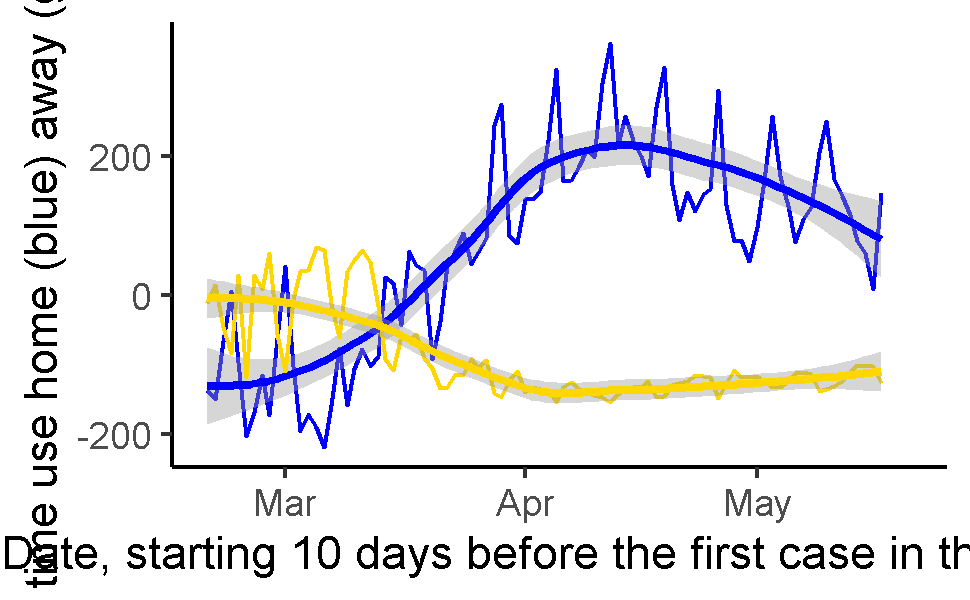 time use home (blue) away (
200
0
-200
Mar Apr May
Date, starting 10 days before the first case in th